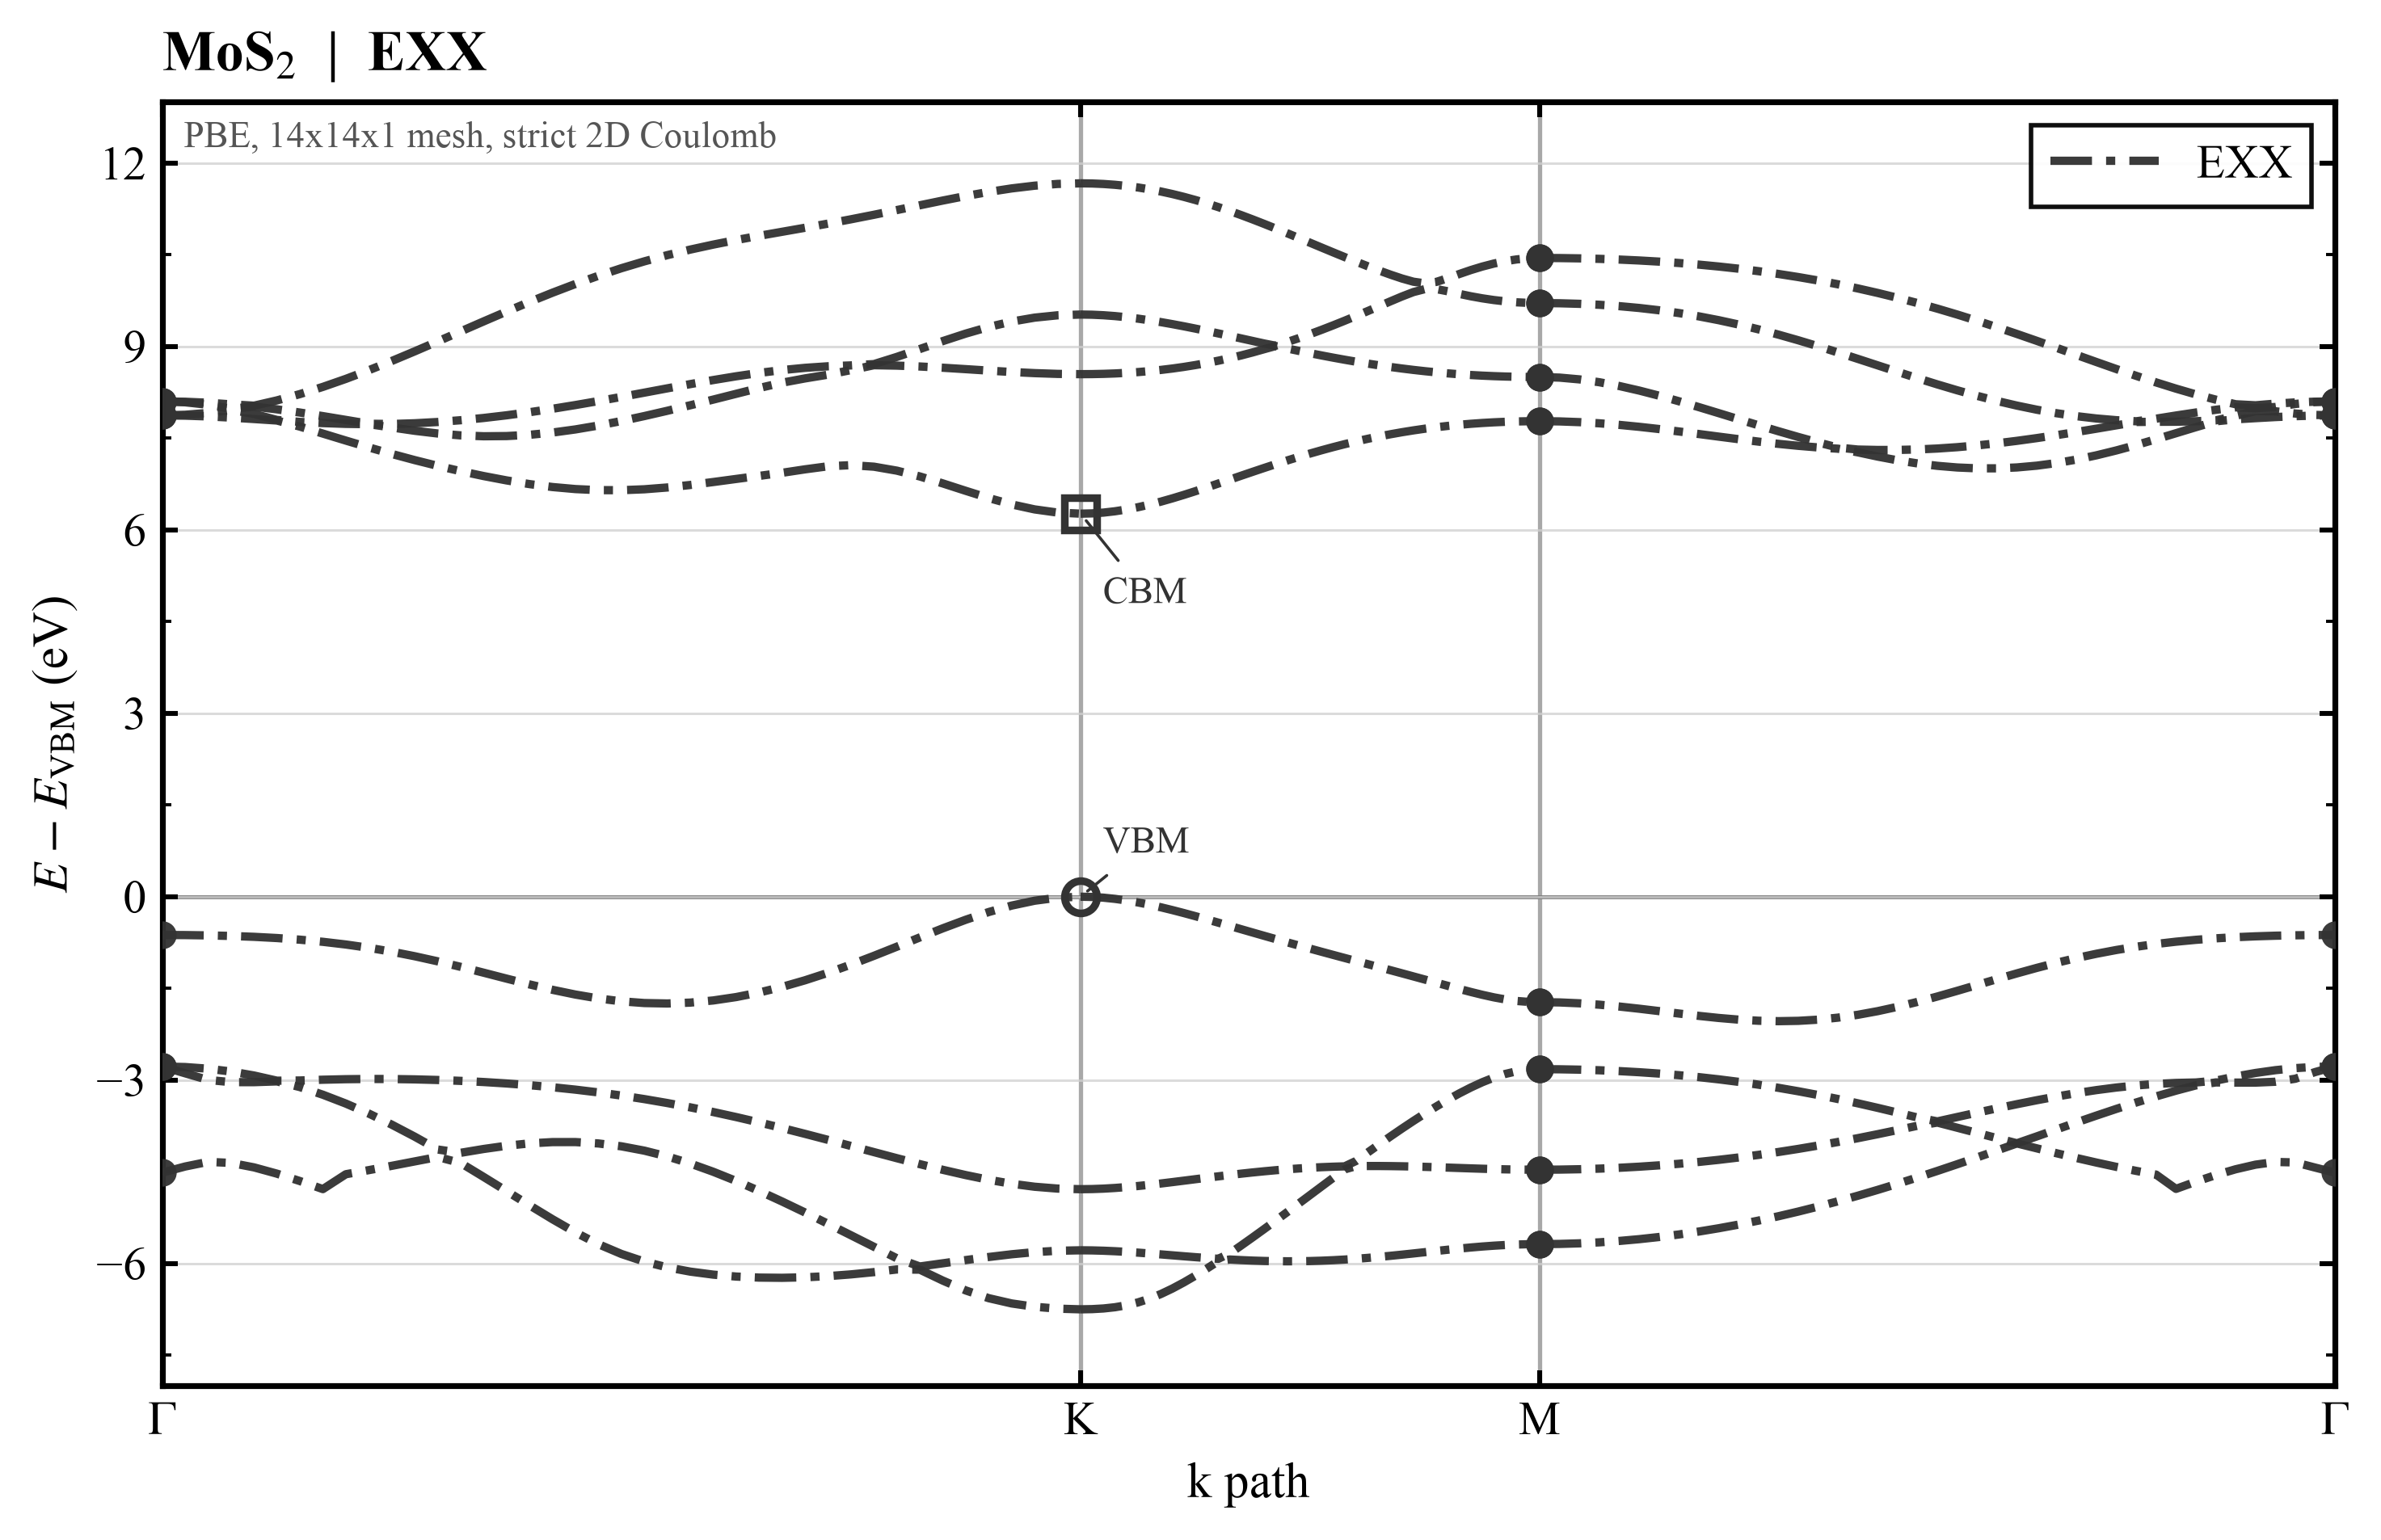 MoS₂ | EXX
PBE, 14x14x1 mesh, strict 2D Coulomb
EXX
12
9
6
3
0
−3
−6
E − E_VBM (eV)
CBM
VBM
Γ K M Γ
k path